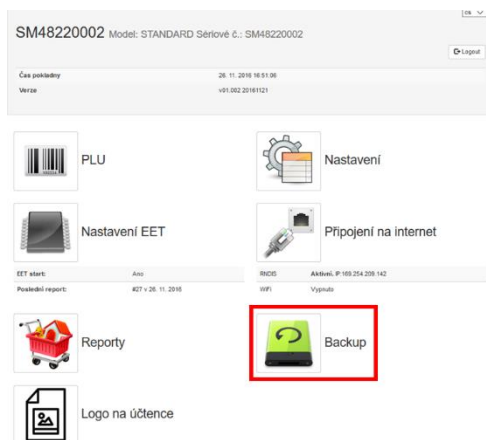 CS
SM48220002 Model: STANDARD Sériové č.: SM48220002
Logout
Čas pokladny 26. 11. 2016 16:51:06
Verze v01.002 20161121
PLU
Nastavení
Nastavení EET
Připojení na internet
EET start: Ano
Poslední report: #27 v 26. 11. 2016
RNDIS Aktivní. IP:169.254.209.142
WIFI Vypnuto
Reporty
Backup
Logo na účtence